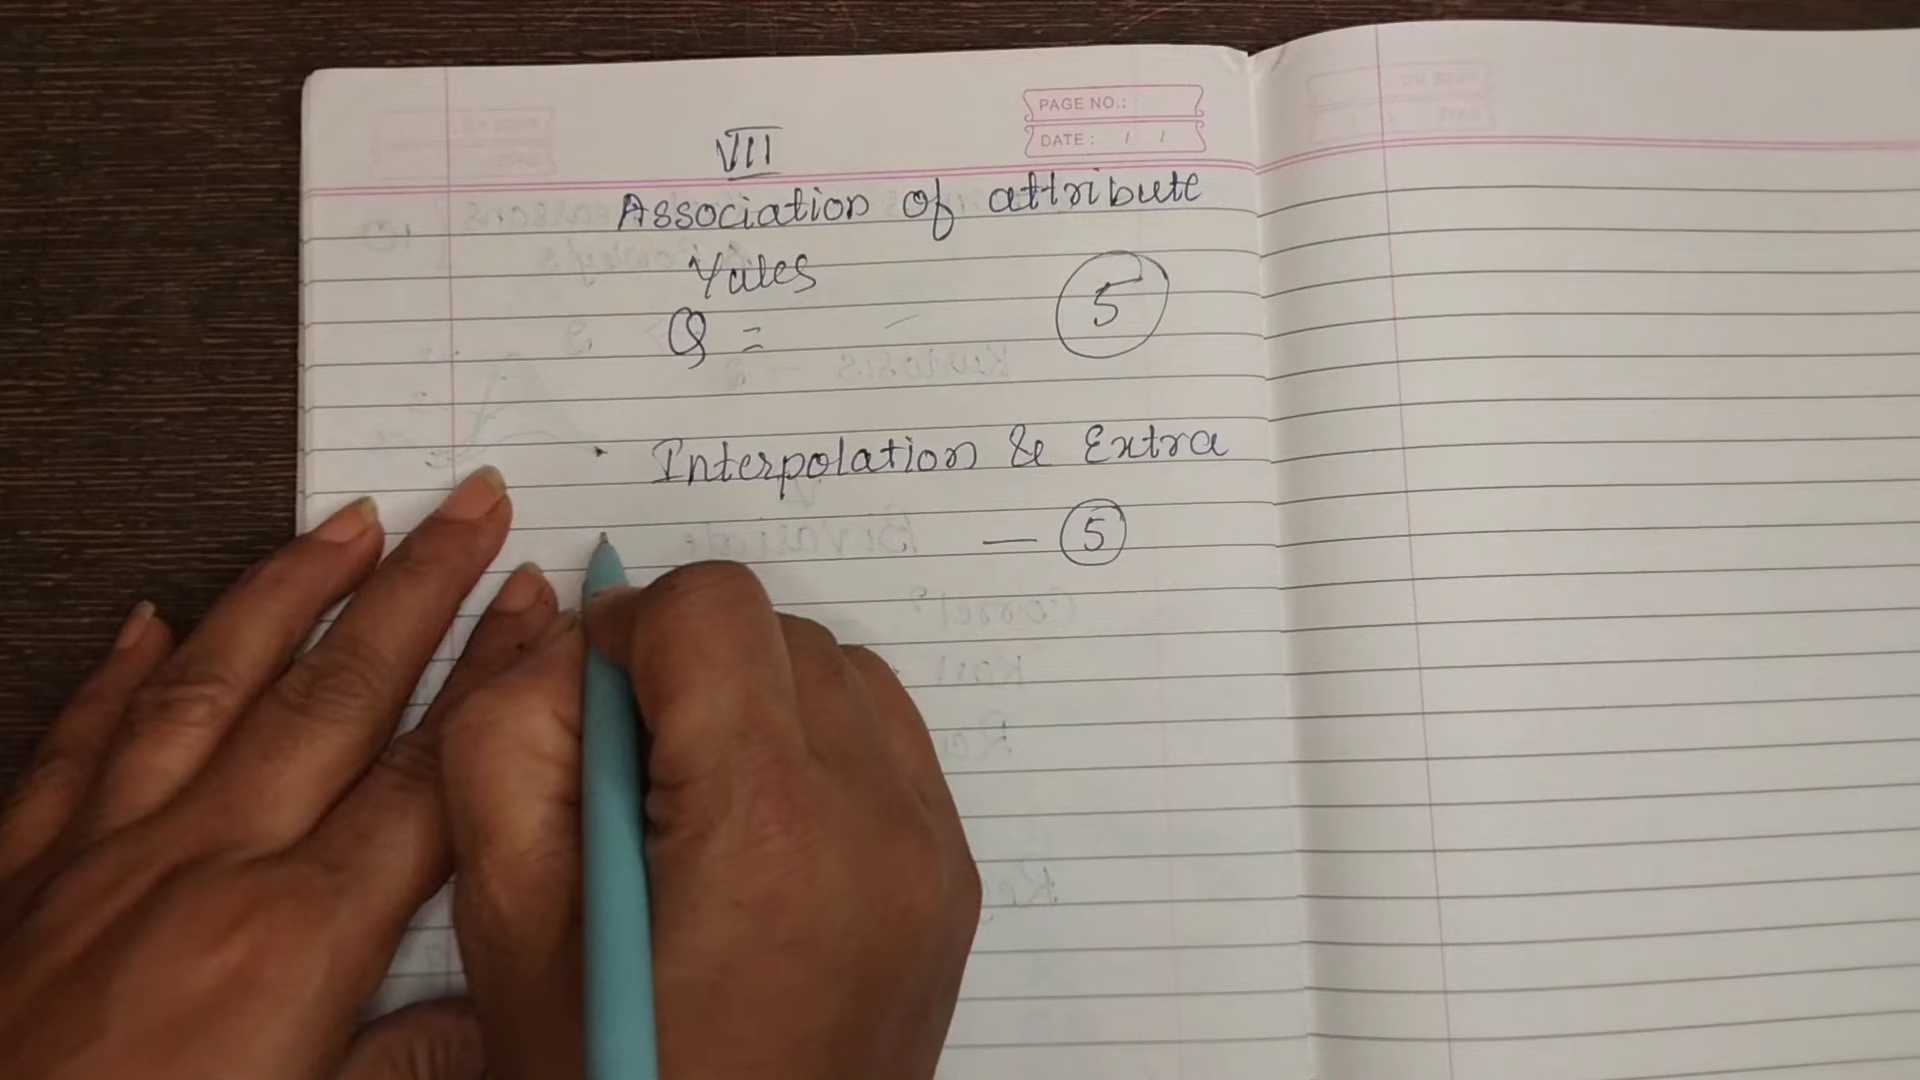 PAGE NO.:
DATE : / /
VII
Association of attribute
Yules
Q = 5
Interpolation & Extra
— 5